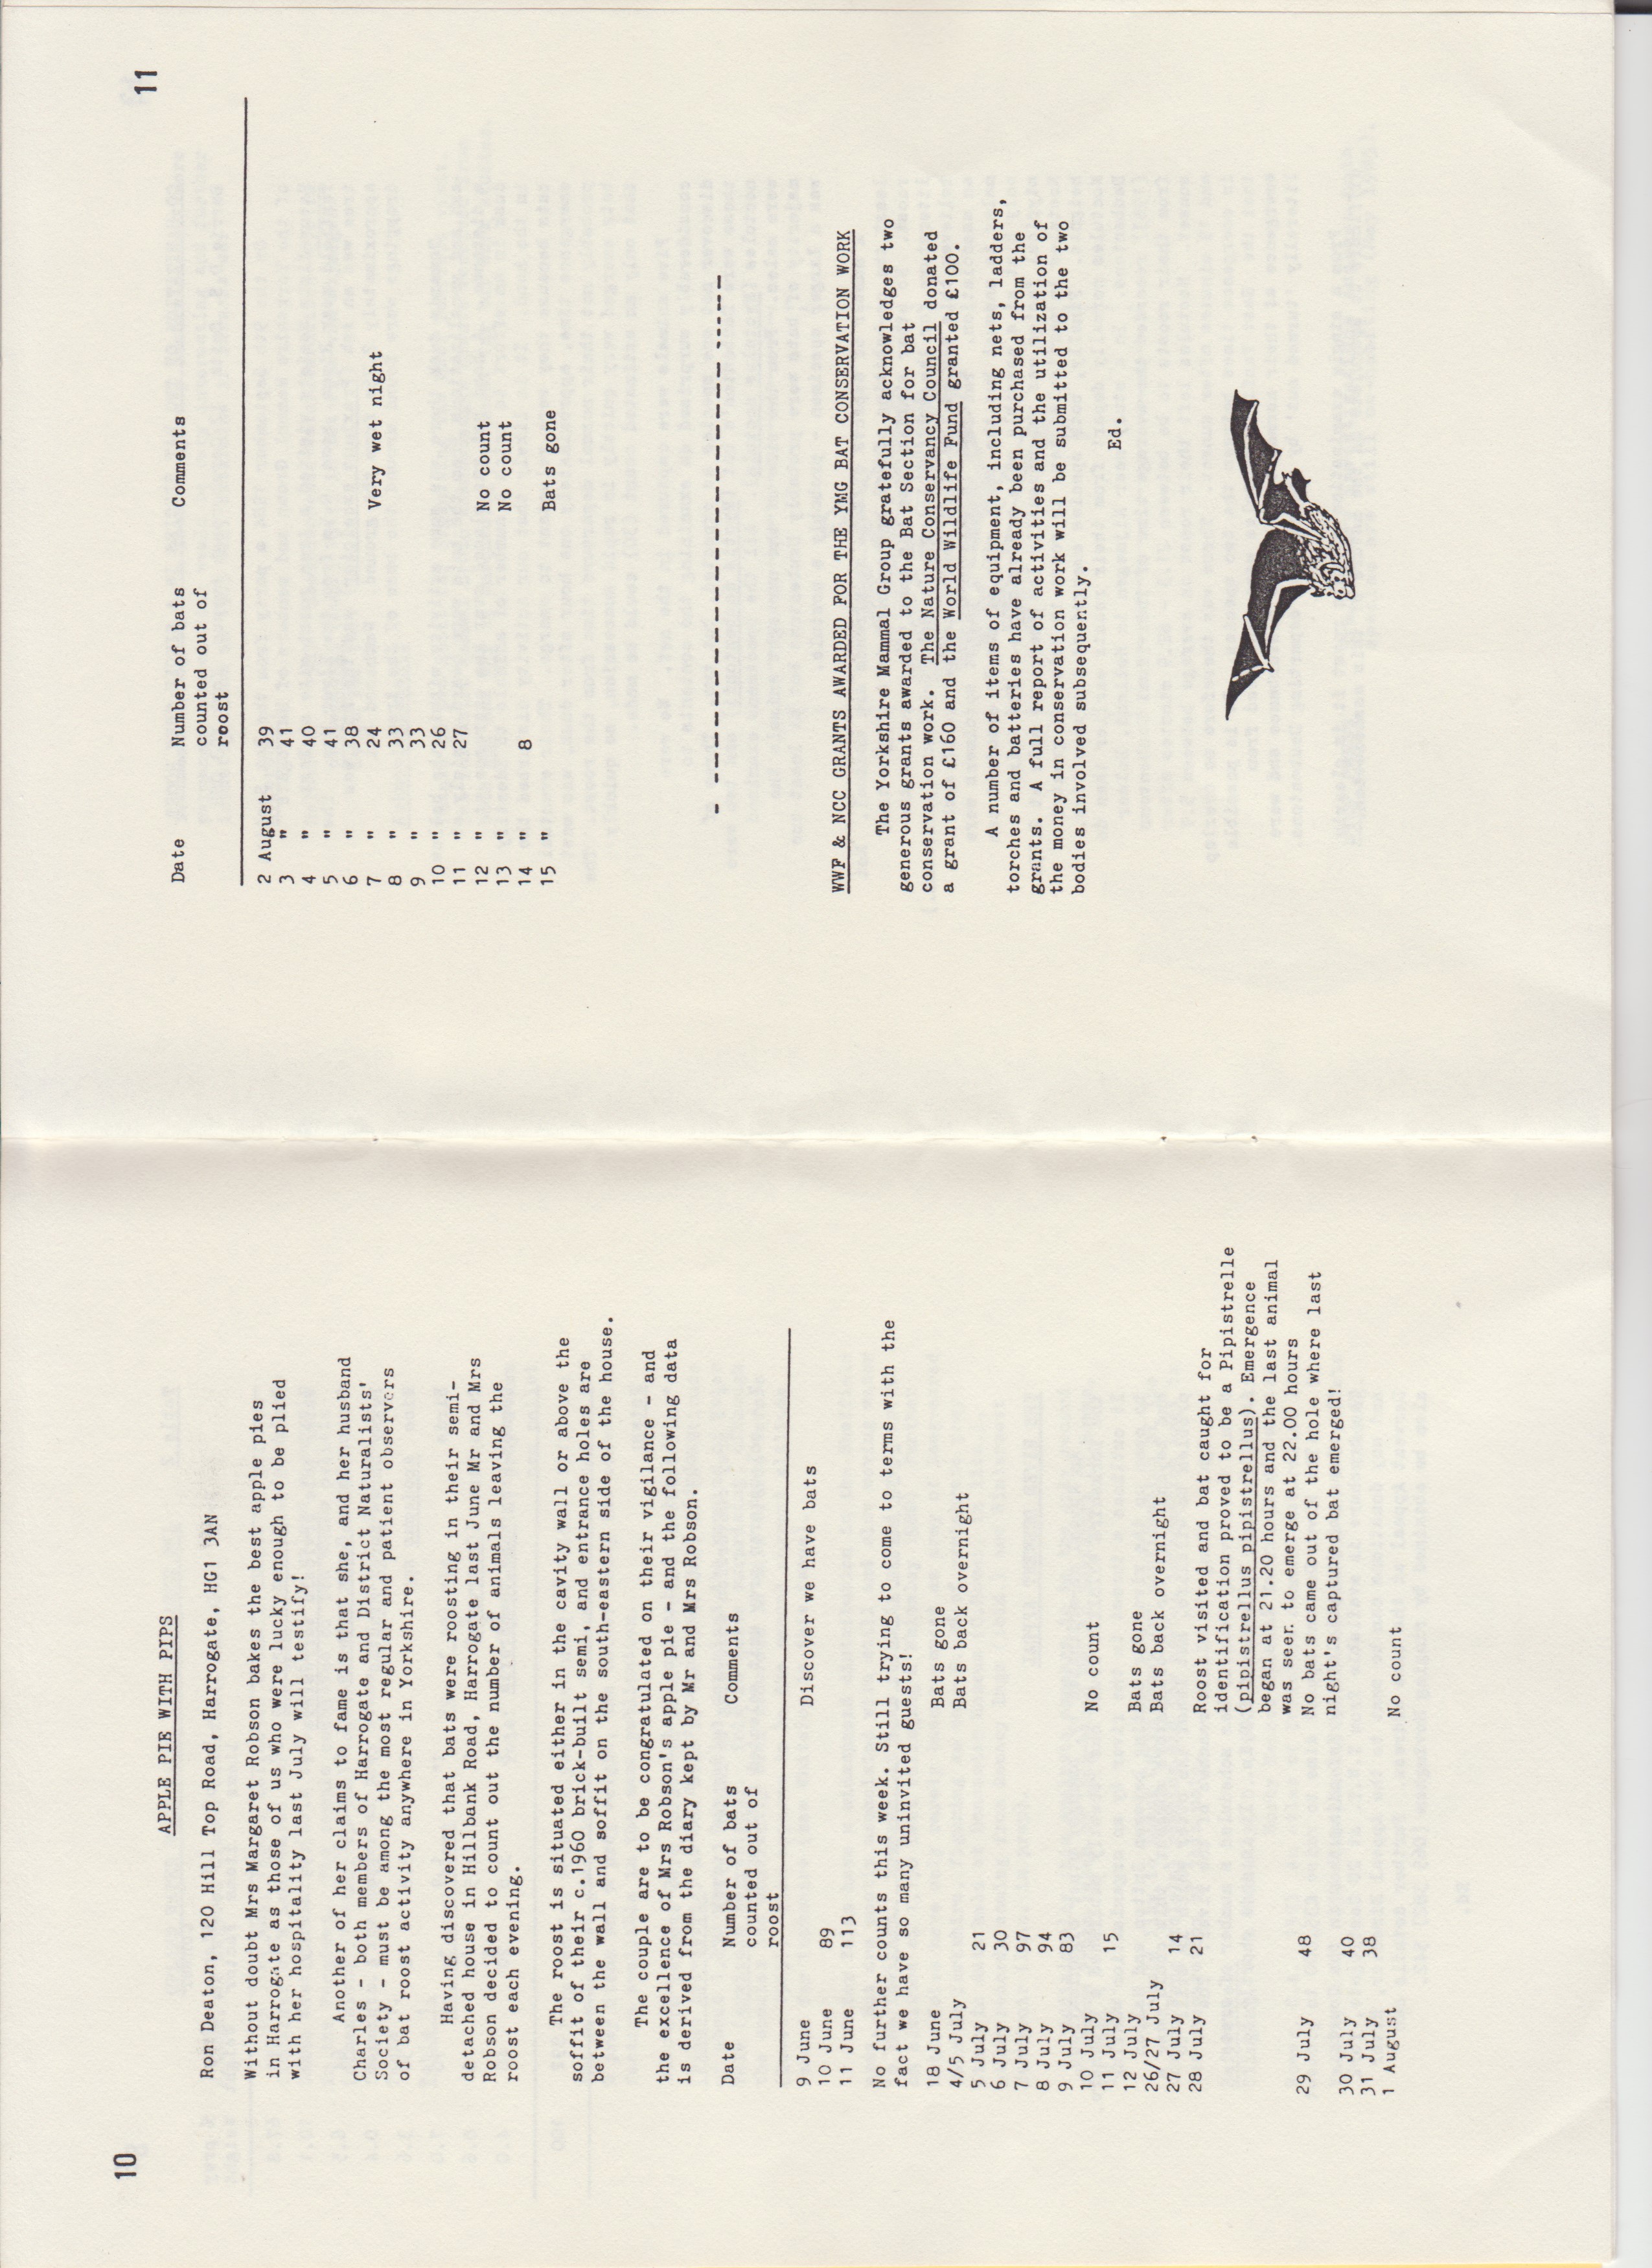 10
APPLE PIE WITH PIPS
Ron Deaton, 120 Hill Top Road, Harrogate, HG1 3AN
Without doubt Mrs Margaret Robson bakes the best apple pies
in Harrogate as those of us who were lucky enough to be plied
with her hospitality last July will testify!
Another of her claims to fame is that she, and her husband
Charles - both members of Harrogate and District Naturalists'
Society - must be among the most regular and patient observers
of bat roost activity anywhere in Yorkshire.
Having discovered that bats were roosting in their semi-
detached house in Hillbank Road, Harrogate last June Mr and Mrs
Robson decided to count out the number of animals leaving the
roost each evening.
The roost is situated either in the cavity wall or above the
soffit of their c.1960 brick-built semi, and entrance holes are
between the wall and soffit on the south-eastern side of the house.
The couple are to be congratulated on their vigilance - and
the excellence of Mrs Robson's apple pie - and the following data
is derived from the diary kept by Mr and Mrs Robson.
Date Number of bats Comments
counted out of
roost
9 June Discover we have bats
10 June 89
11 June 113
No further counts this week. Still trying to come to terms with the
fact we have so many uninvited guests!
18 June Bats gone
4/5 July Bats back overnight
5 July 21
6 July 30
7 July 97
8 July 94
9 July 83
10 July No count
11 July 15
12 July Bats gone
26/27 July Bats back overnight
27 July 14
28 July 21 Roost visited and bat caught for
identification proved to be a Pipistrelle
(pipistrellus pipistrellus). Emergence
began at 21.20 hours and the last animal
was seen to emerge at 22.00 hours
29 July 48 No bats came out of the hole where last
night's captured bat emerged!
30 July 40
31 July 38
1 August No count
11
Date Number of bats Comments
counted out of
roost
2 August 39
3 " 41
4 " 40
5 " 41
6 " 38
7 " 24 Very wet night
8 " 33
9 " 33
10 " 26
11 " 27
12 " No count
13 " No count
14 " 8
15 " Bats gone
WWF & NCC GRANTS AWARDED FOR THE YMG BAT CONSERVATION WORK
The Yorkshire Mammal Group gratefully acknowledges two
generous grants awarded to the Bat Section for bat
conservation work. The Nature Conservancy Council donated
a grant of £160 and the World Wildlife Fund granted £100.
A number of items of equipment, including nets, ladders,
torches and batteries have already been purchased from the
grants. A full report of activities and the utilization of
the money in conservation work will be submitted to the two
bodies involved subsequently.
Ed.